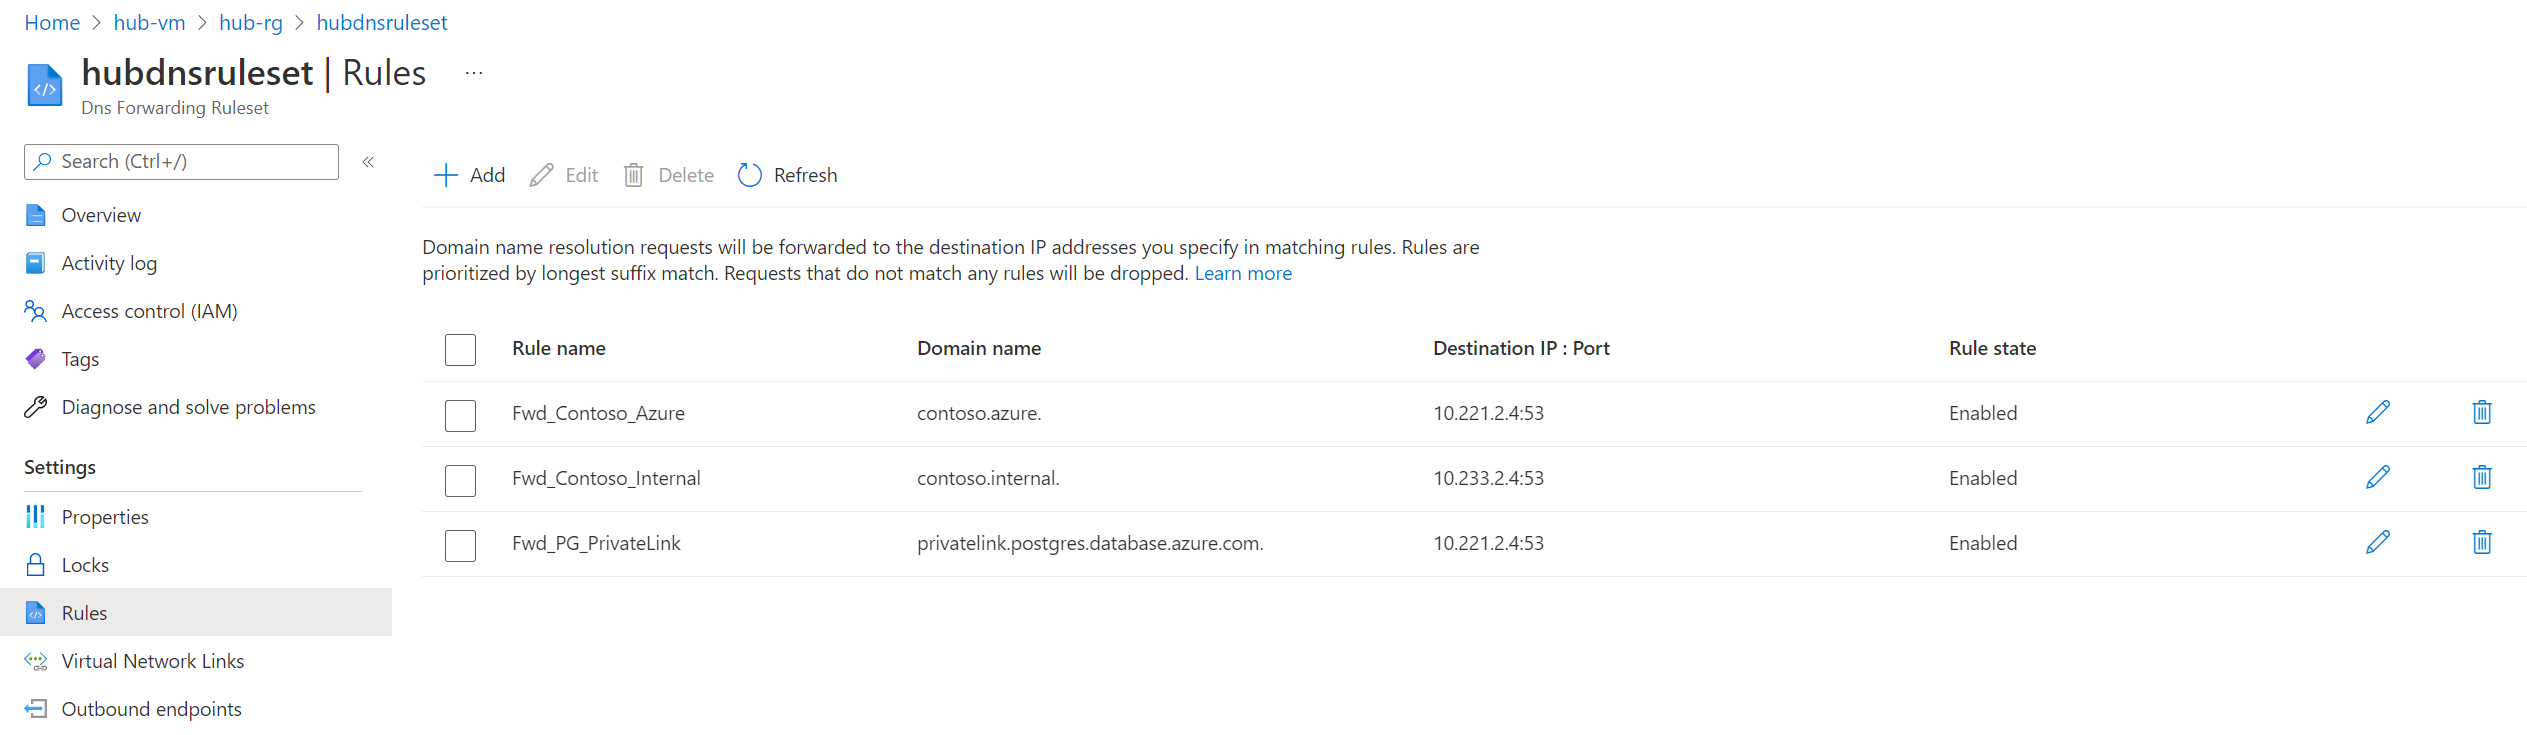 Home > hub-vm > hub-rg > hubdnsruleset
hubdnsruleset | Rules ...
Dns Forwarding Ruleset
Search (Ctrl+/) «
Overview
Activity log
Access control (IAM)
Tags
Diagnose and solve problems
Settings
Properties
Locks
Rules
Virtual Network Links
Outbound endpoints
Add Edit Delete Refresh
Domain name resolution requests will be forwarded to the destination IP addresses you specify in matching rules. Rules are
prioritized by longest suffix match. Requests that do not match any rules will be dropped. Learn more
Rule name Domain name Destination IP : Port Rule state
Fwd_Contoso_Azure contoso.azure. 10.221.2.4:53 Enabled
Fwd_Contoso_Internal contoso.internal. 10.233.2.4:53 Enabled
Fwd_PG_PrivateLink privatelink.postgres.database.azure.com. 10.221.2.4:53 Enabled